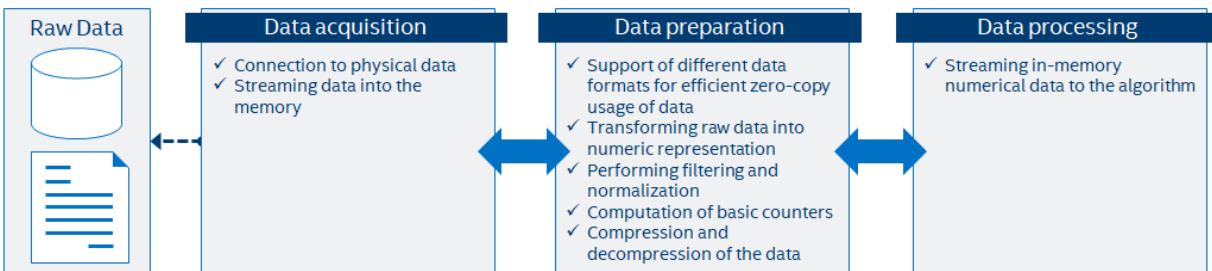 Raw Data
Data acquisition
✓ Connection to physical data
✓ Streaming data into the
memory
Data preparation
✓ Support of different data
formats for efficient zero-copy
usage of data
✓ Transforming raw data into
numeric representation
✓ Performing filtering and
normalization
✓ Computation of basic counters
✓ Compression and
decompression of the data
Data processing
✓ Streaming in-memory
numerical data to the algorithm